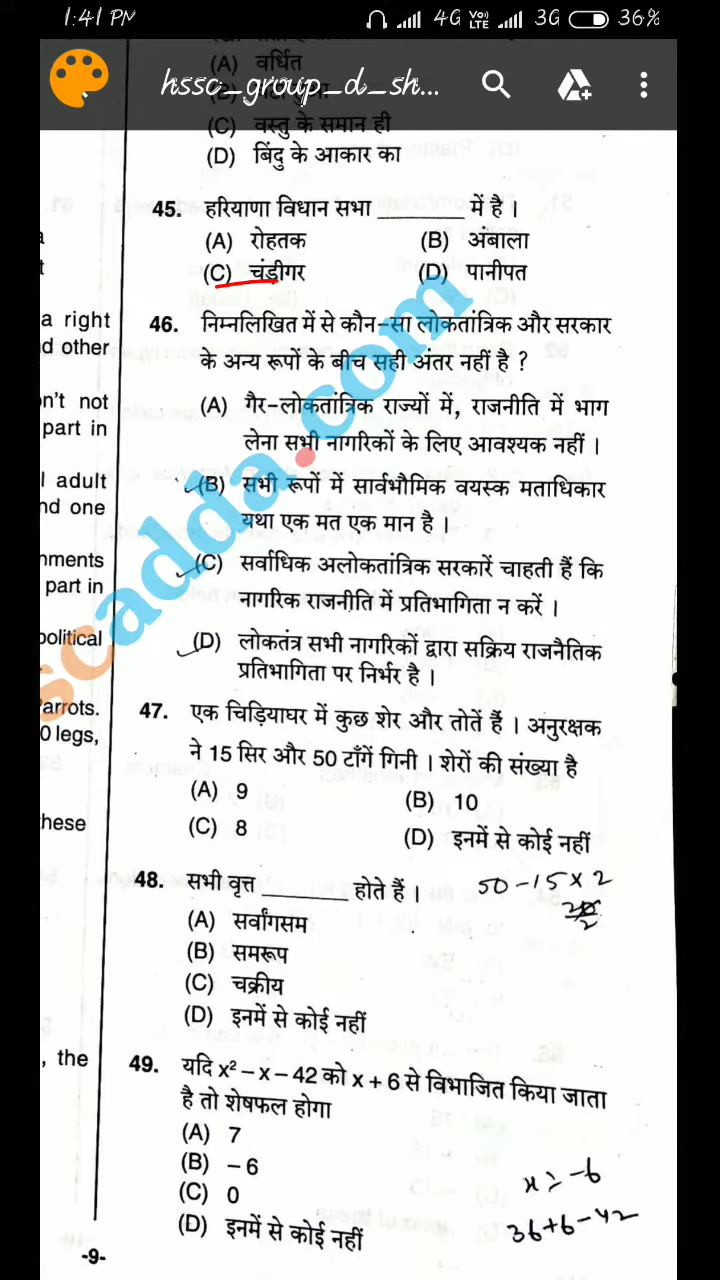 1:41 PM 4G VoLTE 3G 36%
hssc_group_d_sh...
(A) वर्धित
(C) वस्तु के समान ही
(D) बिंदु के आकार का
45. हरियाणा विधान सभा ________ में है ।
(A) रोहतक (B) अंबाला
(C) चंडीगर (D) पानीपत
a right
d other
46. निम्नलिखित में से कौन-सा लोकतांत्रिक और सरकार
के अन्य रूपों के बीच सही अंतर नहीं है ?
n't not
part in
(A) गैर-लोकतांत्रिक राज्यों में, राजनीति में भाग
लेना सभी नागरिकों के लिए आवश्यक नहीं ।
l adult
nd one
(B) सभी रूपों में सार्वभौमिक वयस्क मताधिकार
यथा एक मत एक मान है ।
nments
part in
(C) सर्वाधिक अलोकतांत्रिक सरकारें चाहती हैं कि
नागरिक राजनीति में प्रतिभागिता न करें ।
political
(D) लोकतंत्र सभी नागरिकों द्वारा सक्रिय राजनैतिक
प्रतिभागिता पर निर्भर है ।
arrots.
0 legs,
47. एक चिड़ियाघर में कुछ शेर और तोतें हैं । अनुरक्षक
ने 15 सिर और 50 टाँगें गिनी । शेरों की संख्या है
(A) 9 (B) 10
(C) 8 (D) इनमें से कोई नहीं
hese
48. सभी वृत्त ________ होते हैं ।
50 - 15 x 2
(A) सर्वांगसम
(B) समरूप
(C) चक्रीय
(D) इनमें से कोई नहीं
, the
49. यदि x² – x – 42 को x + 6 से विभाजित किया जाता
है तो शेषफल होगा
(A) 7
(B) – 6
(C) 0
(D) इनमें से कोई नहीं
x = -6
36+6-42
-9-
scadda.com